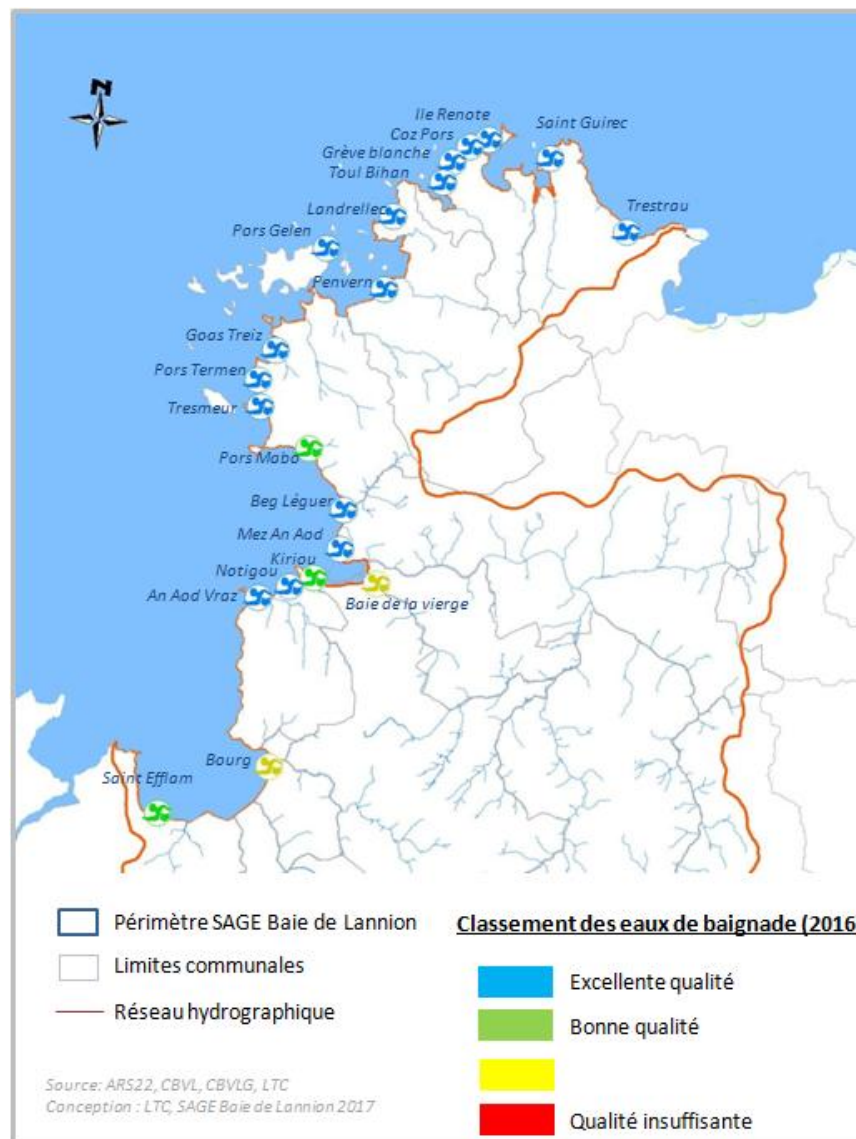 N
Ile Renote
Coz Pors
Saint Guirec
Grève blanche
Toul Bihan
Landrellec
Trestrau
Pors Gelen
Penvern
Goas Treiz
Pors Termen
Tresmeur
Pors Mabo
Beg Léguer
Mez An Aod
Kiriou
Notigou
An Aod Vraz
Baie de la vierge
Bourg
Saint Efflam
Périmètre SAGE Baie de Lannion
Limites communales
Réseau hydrographique
Classement des eaux de baignade (2016
Excellente qualité
Bonne qualité
Qualité insuffisante
Source: ARS22, CBVL, CBVLG, LTC
Conception : LTC, SAGE Baie de Lannion 2017